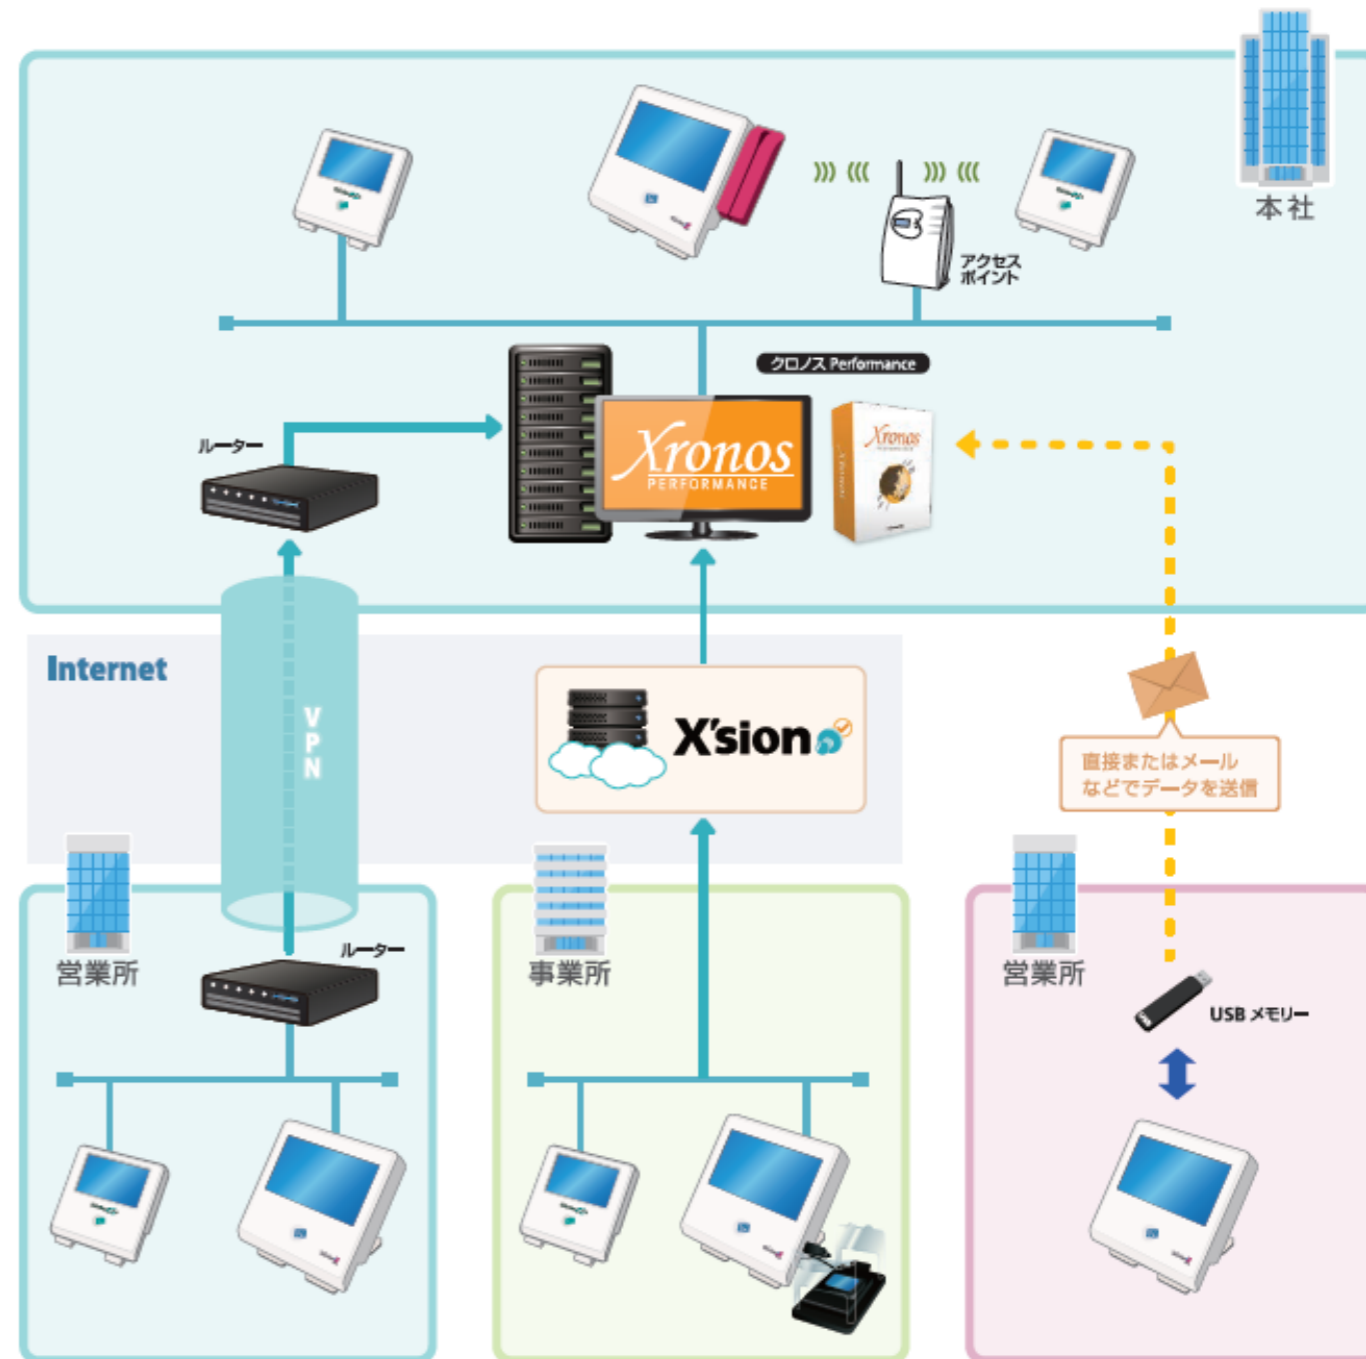 本社
アクセス
ポイント
クロノス Performance
ルーター
Xronos
PERFORMANCE
Xronos
Internet
VPN
X'sion
直接またはメール
などでデータを送信
営業所
ルーター
事業所
営業所
USB メモリー